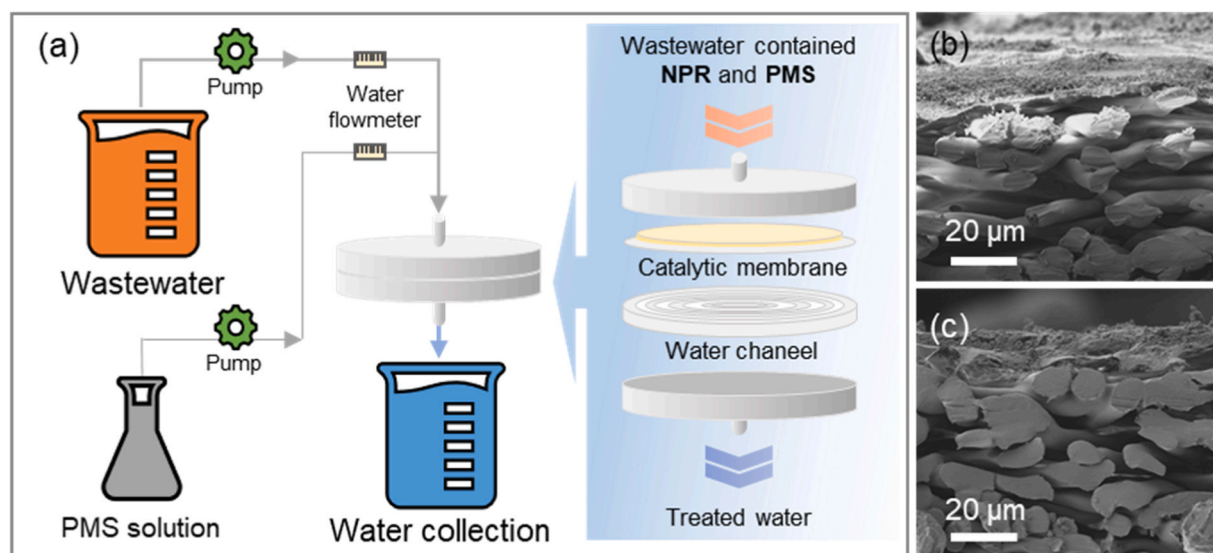 (a)
Pump
Water
flowmeter
Wastewater
Pump
PMS solution
Water collection
Wastewater contained
NPR and PMS
Catalytic membrane
Water chaneel
Treated water
(b)
20 μm
(c)
20 μm